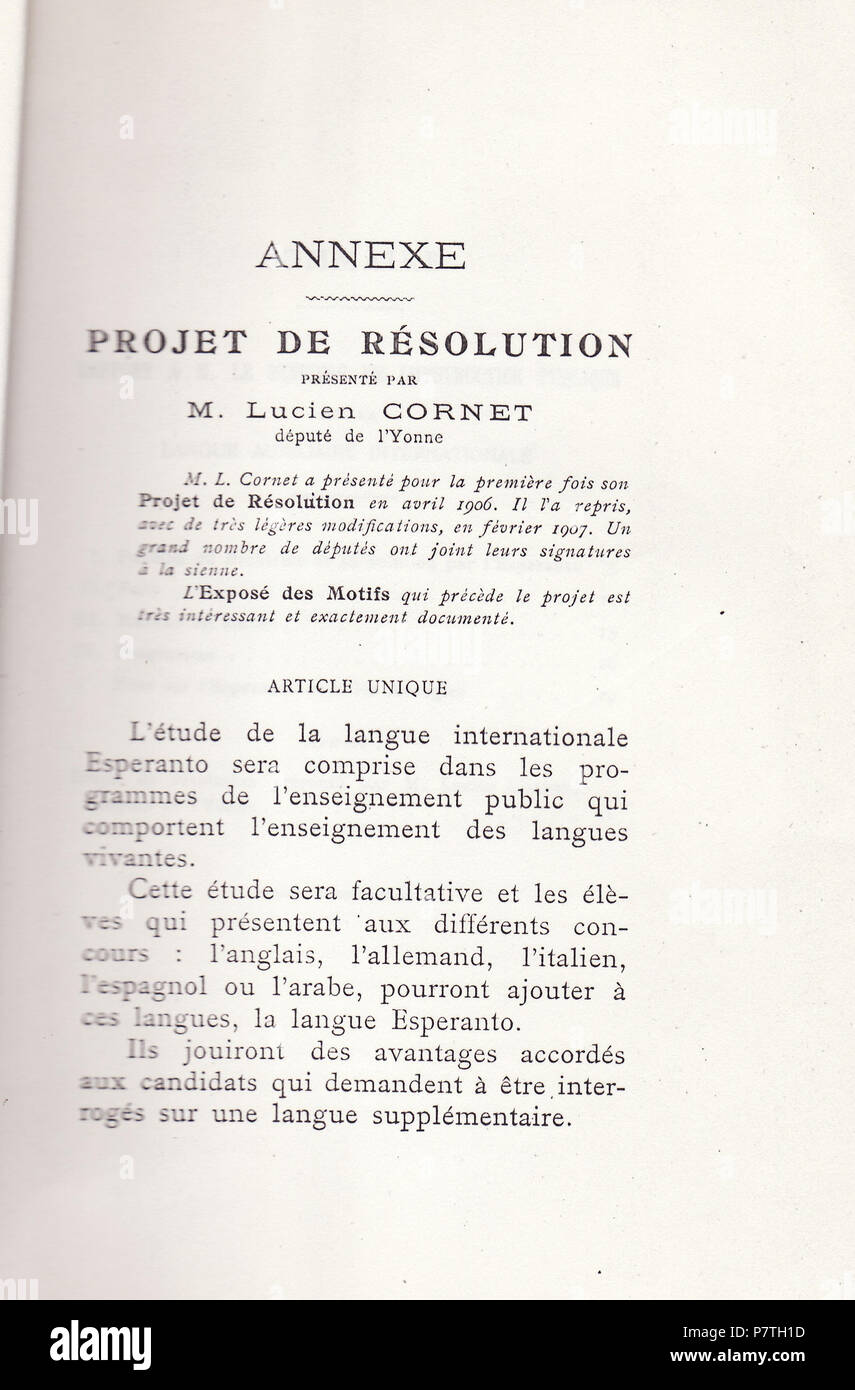 ANNEXE
PROJET DE RÉSOLUTION
PRÉSENTÉ PAR
M. Lucien CORNET
député de l'Yonne
M. L. Cornet a présenté pour la première fois son
Projet de Résolution en avril 1906. Il l'a repris,
avec de très légères modifications, en février 1907. Un
grand nombre de députés ont joint leurs signatures
à la sienne.
L'Exposé des Motifs qui précède le projet est
très intéressant et exactement documenté.
ARTICLE UNIQUE
L'étude de la langue internationale
Esperanto sera comprise dans les pro-
grammes de l'enseignement public qui
comportent l'enseignement des langues
vivantes.
Cette étude sera facultative et les élè-
ves qui présentent aux différents con-
cours : l'anglais, l'allemand, l'italien,
l'espagnol ou l'arabe, pourront ajouter à
ces langues, la langue Esperanto.
Ils jouiront des avantages accordés
aux candidats qui demandent à être inter-
rogés sur une langue supplémentaire.
alamy
Image ID: P7TH1D
www.alamy.com